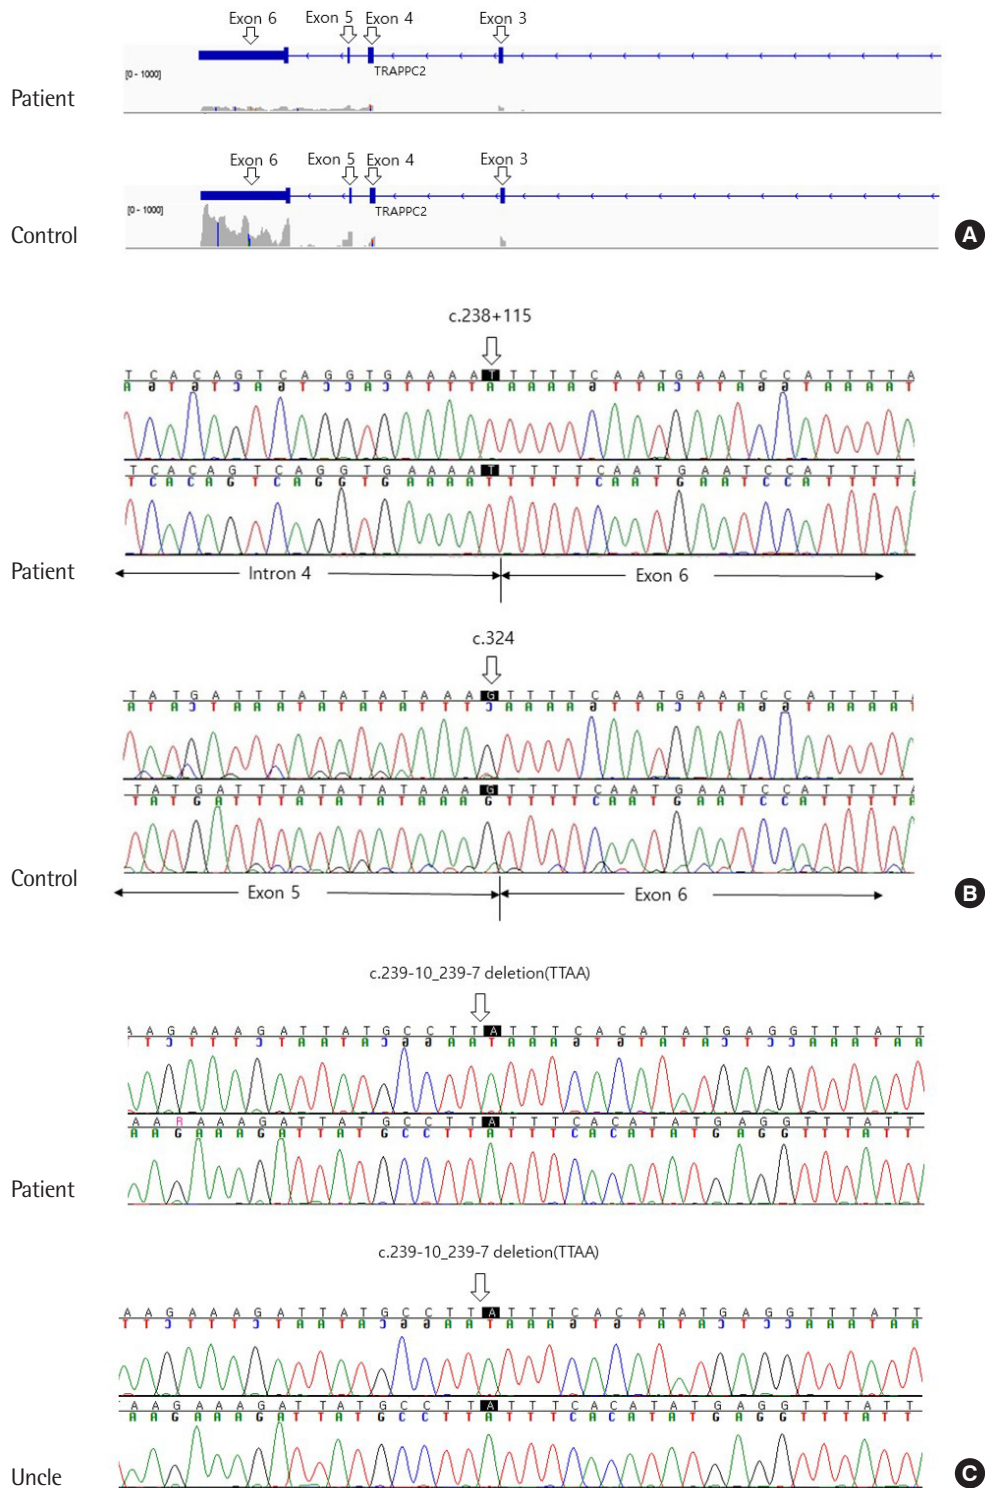 Exon 6 Exon 5 Exon 4 Exon 3
[0 - 1000]
TRAPPC2
Patient
Exon 6 Exon 5 Exon 4 Exon 3
[0 - 1000]
TRAPPC2
Control
A
c.238+115
T C A C A G T C A G G T G A A A A T T T T T C A A T G A A T C C A T T T T A
T C A C A G T C A G G T G A A A A T T T T T C A A T G A A T C C A T T T T
T C A C A G T C A G G T G A A A A T T T T T C A A T G A A T C C A T T T T
Patient
Intron 4 Exon 6
c.324
T A T G A T T T A T A T A T A A A G T T T T C A A T G A A T C C A T T T T
T A T G A T T T A T A T A T A A A G T T T T C A A T G A A T C C A T T T T A
T A T G A T T T A T A T A T A A A G T T T T C A A T G A A T C C A T T T T A
Control
Exon 5 Exon 6
B
c.239-10_239-7 deletion(TTAA)
A A G A A A G A T T A T G C C T T A T T T C A C A T A T G A G G T T T A T T
A A R A A A G A T T A T G C C T T A T T T C A C A T A T G A G G T T T A T T
A A G A A A G A T T A T G C C T T A T T T C A C A T A T G A G G T T T A T T
Patient
c.239-10_239-7 deletion(TTAA)
A A G A A A G A T T A T G C C T T A T T T C A C A T A T G A G G T T T A T T
A A G A A A G A T T A T G C C T T A T T T C A C A T A T G A G G T T T A T T
A A G A A A G A T T A T G C C T T A T T T C A C A T A T G A G G T T T A T T
Uncle
C